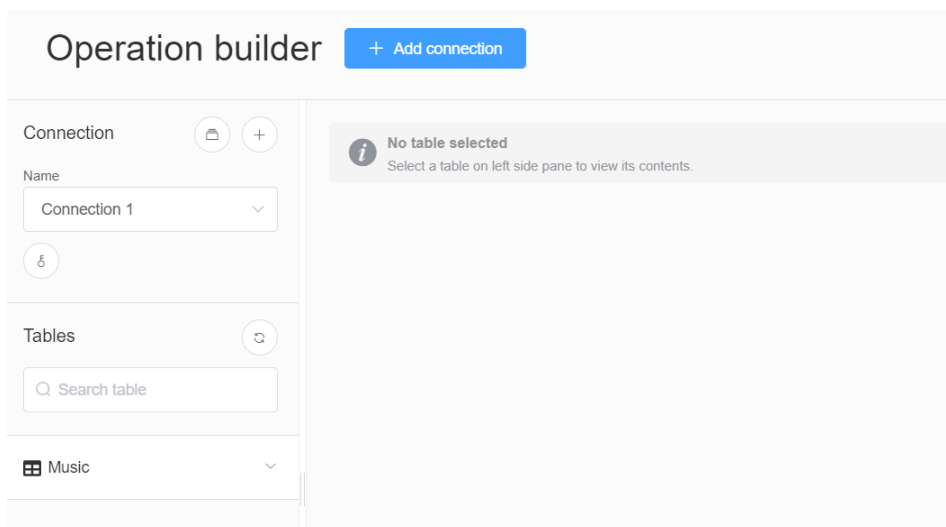 Operation builder
+ Add connection
Connection
Name
Connection 1
Tables
Search table
Music
No table selected
Select a table on left side pane to view its contents.